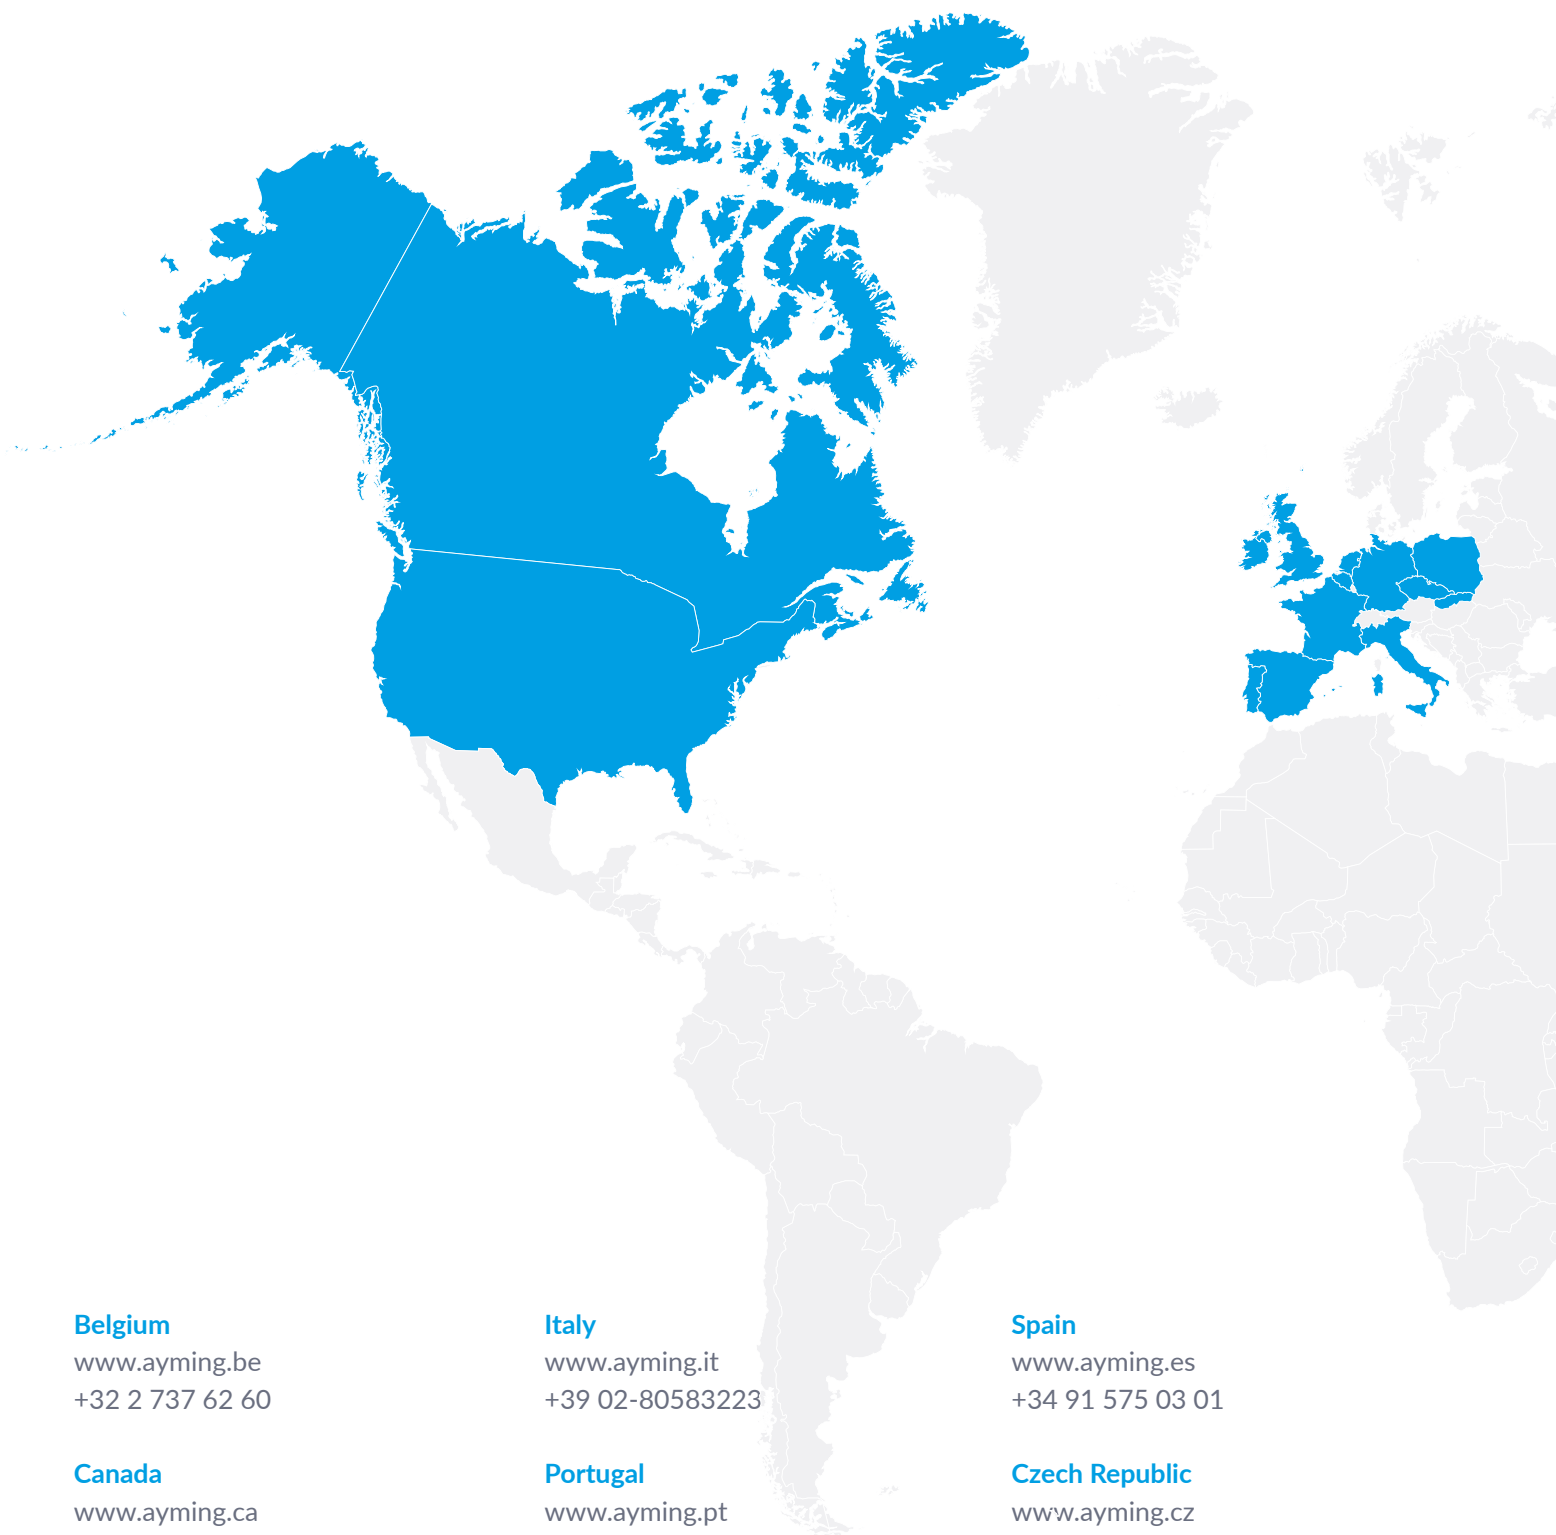 Belgium
www.ayming.be
+32 2 737 62 60
Canada
www.ayming.ca
Italy
www.ayming.it
+39 02-80583223
Portugal
www.ayming.pt
Spain
www.ayming.es
+34 91 575 03 01
Czech Republic
www.ayming.cz